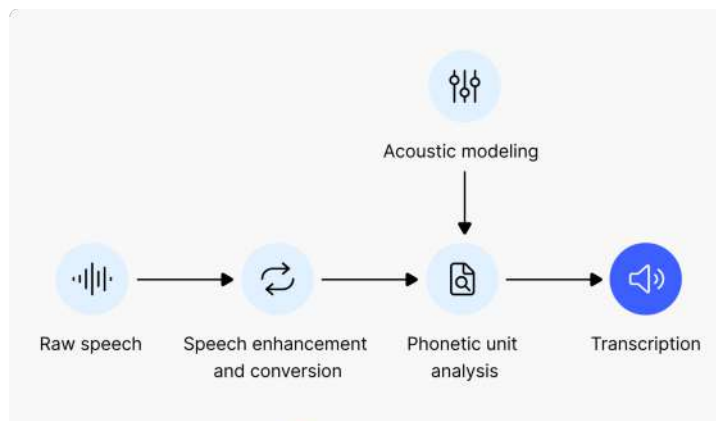 Acoustic modeling
Raw speech
Speech enhancement
and conversion
Phonetic unit
analysis
Transcription